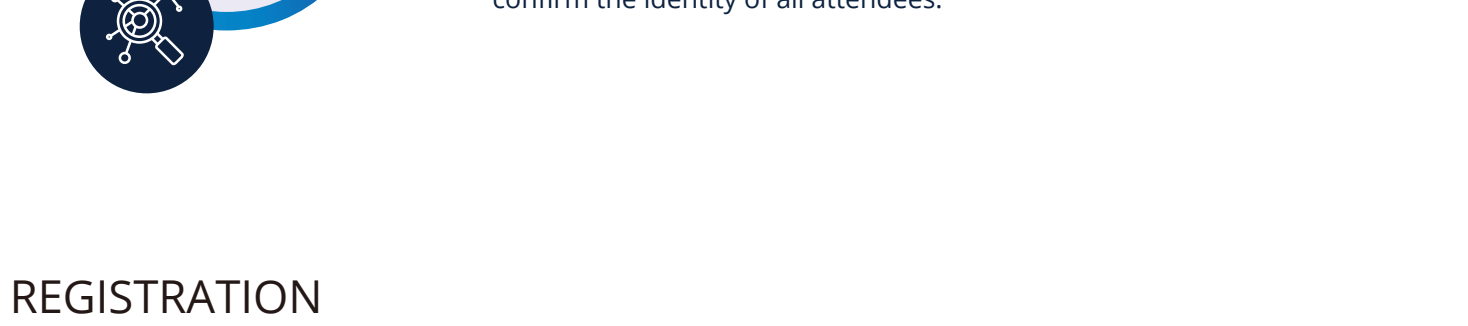 confirm the identity of all attendees.
REGISTRATION